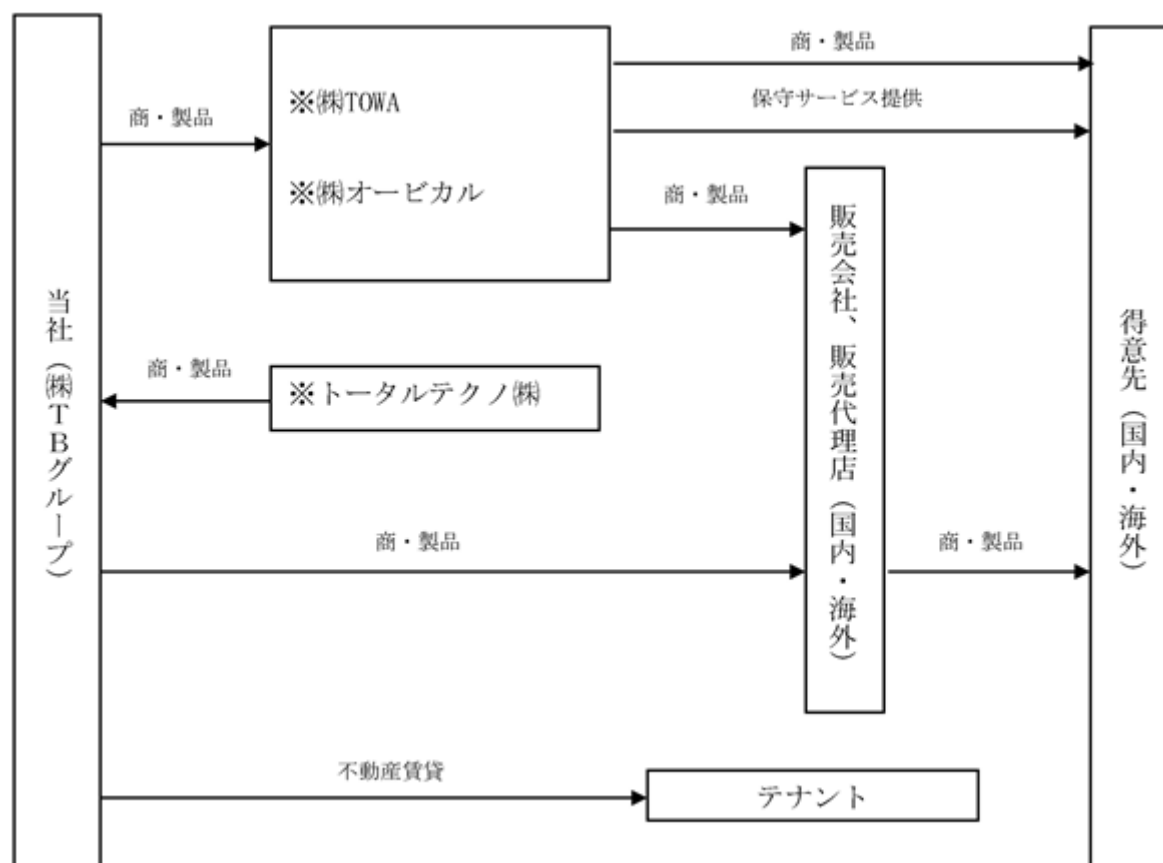 商・製品
保守サービス提供
※㈱TOWA
商・製品
※㈱オービカル
商・製品
販売会社、販売代理店（国内・海外）
当社（㈱ＴＢグループ）
得意先（国内・海外）
商・製品
※トータルテクノ㈱
商・製品
商・製品
不動産賃貸
テナント